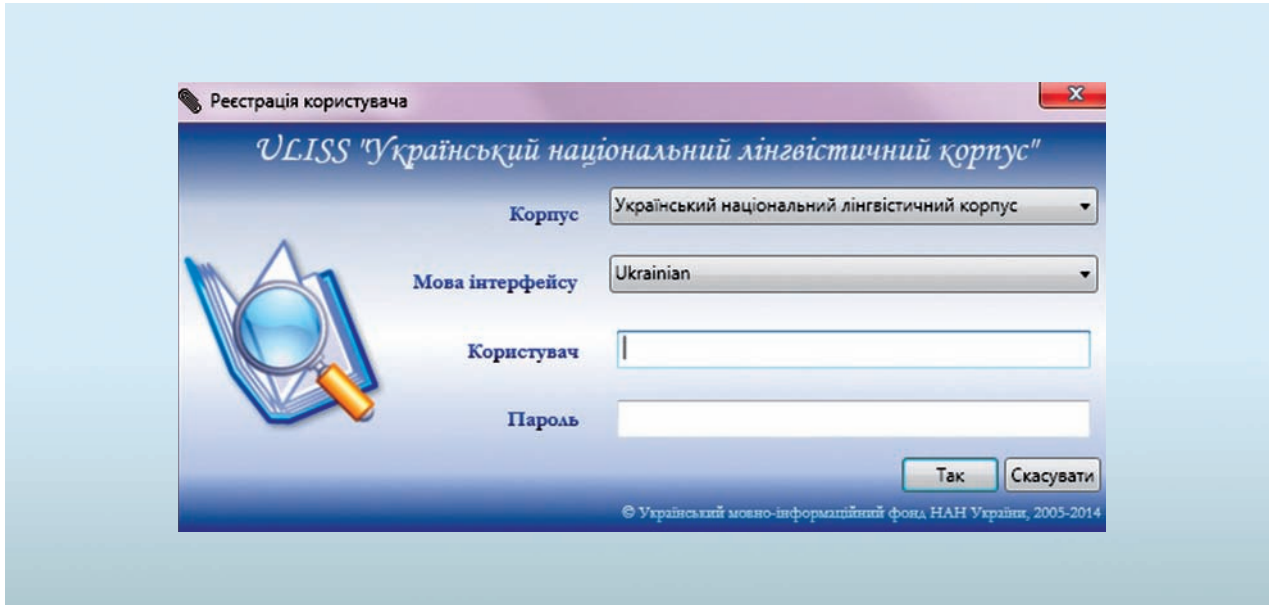 Реєстрація користувача
ULISS "Український національний лінгвістичний корпус"
Корпус
Український національний лінгвістичний корпус
Мова інтерфейсу
Ukrainian
Користувач
Пароль
Так
Скасувати
© Український мовно-інформаційний фонд НАН України, 2005-2014